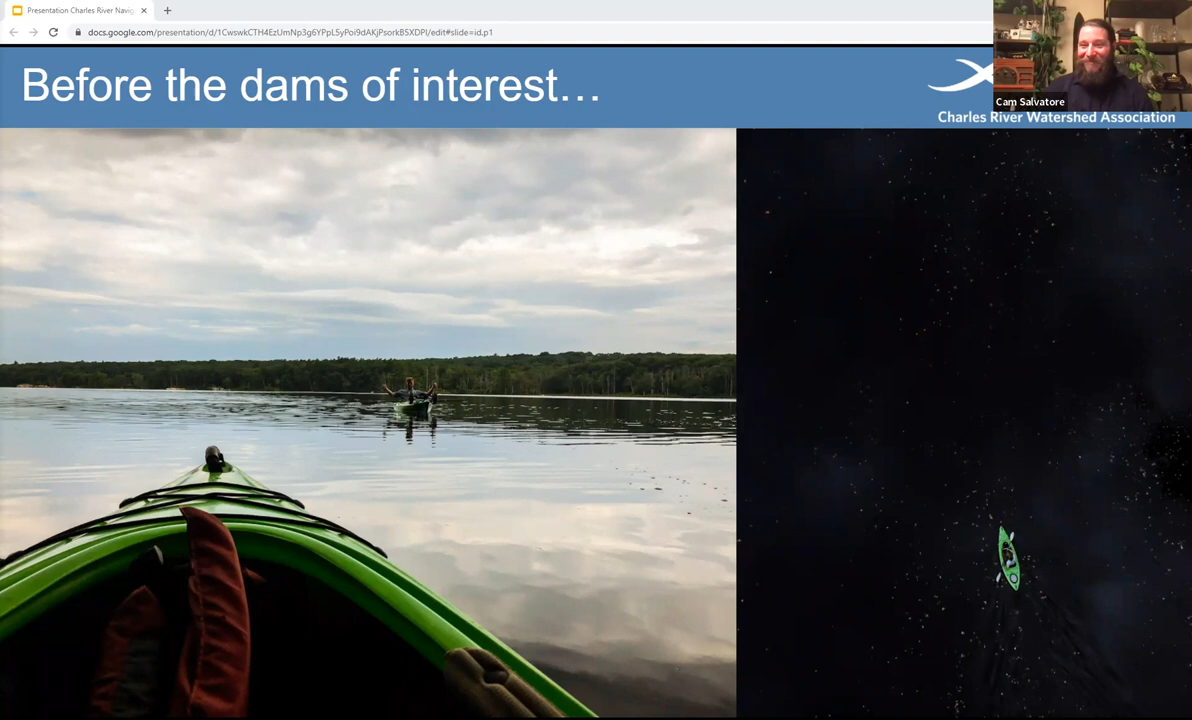 Presentation Charles River Navig
docs.google.com/presentation/d/1CwswkCTH4EzUmNp3g6YPpL5yPoi9dAKjPsorkB5XDPI/edit#slide=id.p1
Before the dams of interest...
Cam Salvatore
Charles River Watershed Association